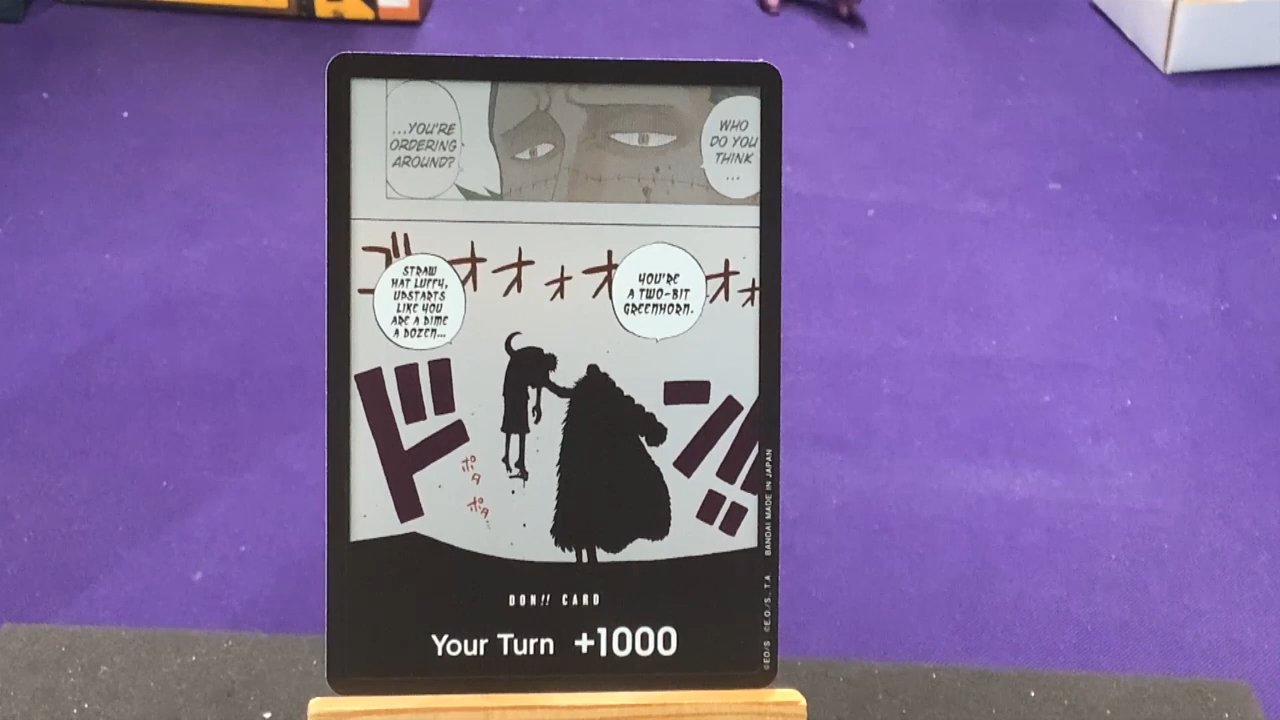 ...YOU'RE
ORDERING
AROUND?
WHO
DO YOU
THINK
...
ゴオオオオオオ
STRAW
HAT LUFFY,
UPSTARTS
LIKE YOU
ARE A DIME
A DOZEN...
YOU'RE
A TWO-BIT
GREENHORN.
ドン!!
ポタ
ポタ…
DON!! CARD
Your Turn +1000
©EO/S ©E.O./S., T.A BANDAI MADE IN JAPAN